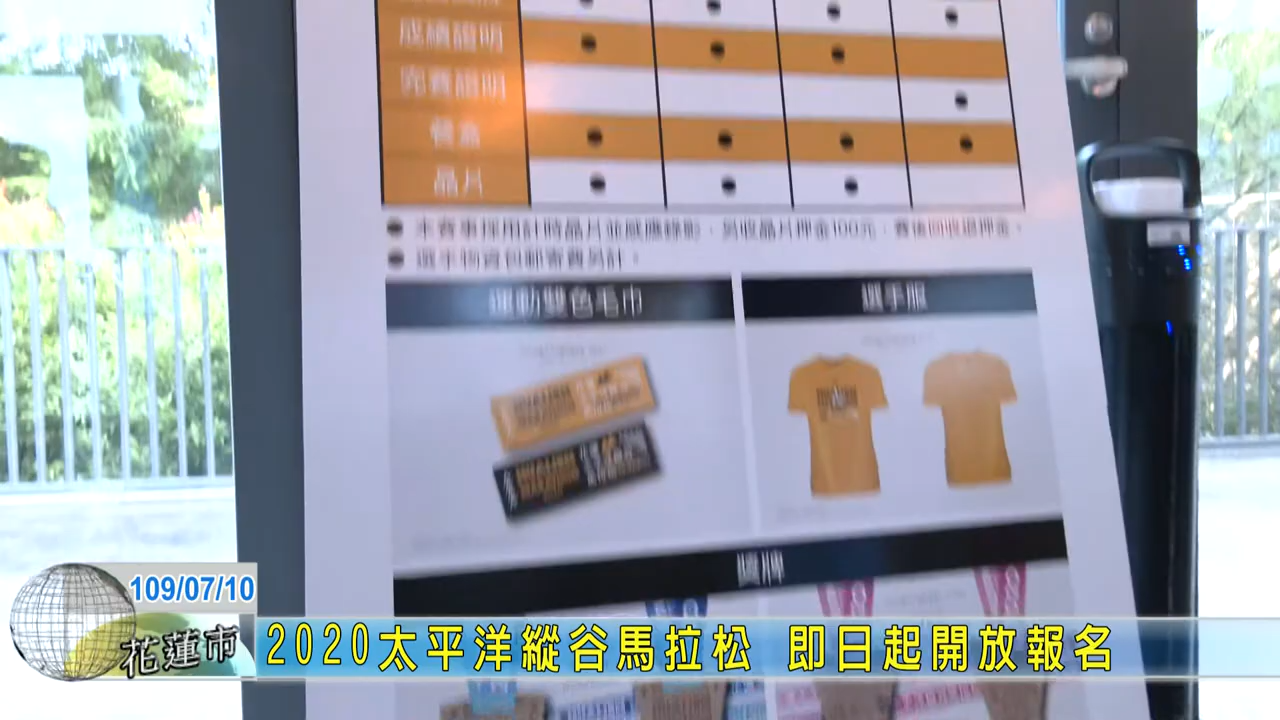 成績證明
完賽證明
餐盒
晶片
● 本賽事採用計時晶片並感應錄影，另收晶片押金100元，賽後回收退押金。
● 選手物資包郵寄費另計。
運動雙色毛巾
選手服
獎牌
109/07/10
花蓮市
2020太平洋縱谷馬拉松 即日起開放報名